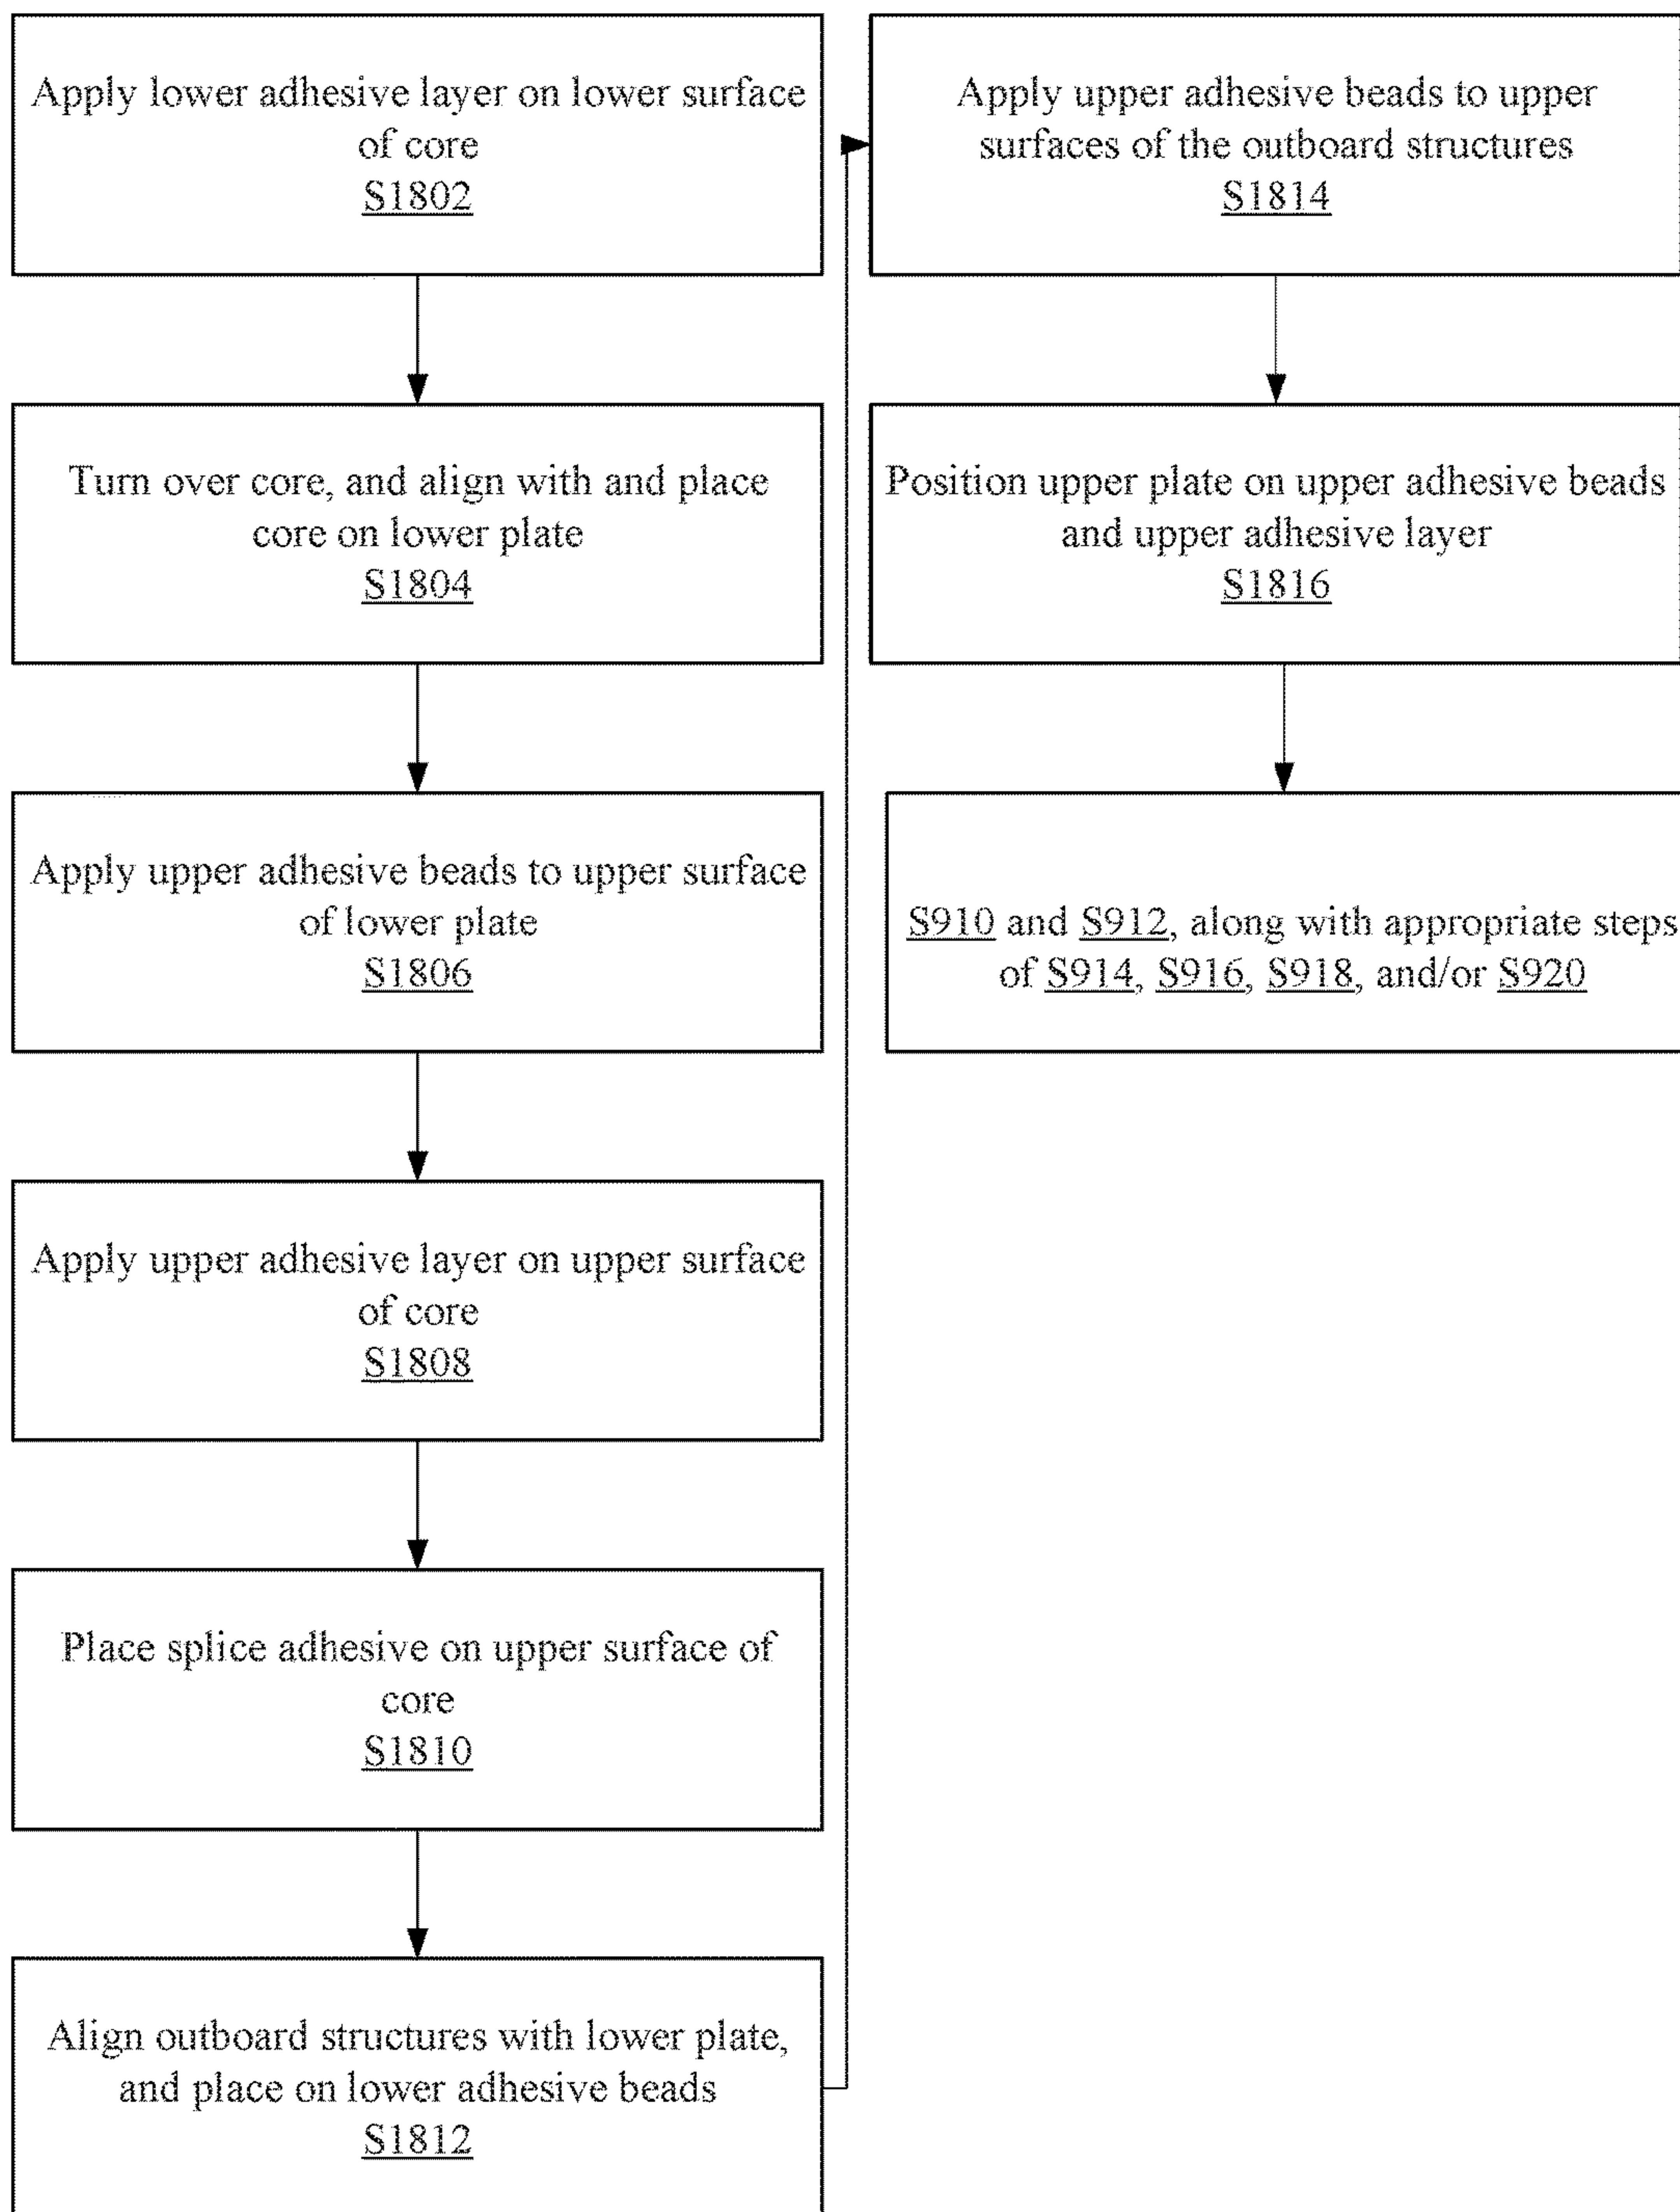 Apply lower adhesive layer on lower surface
of core
S1802
Turn over core, and align with and place
core on lower plate
S1804
Apply upper adhesive beads to upper surface
of lower plate
S1806
Apply upper adhesive layer on upper surface
of core
S1808
Place splice adhesive on upper surface of
core
S1810
Align outboard structures with lower plate,
and place on lower adhesive beads
S1812
Apply upper adhesive beads to upper
surfaces of the outboard structures
S1814
Position upper plate on upper adhesive beads
and upper adhesive layer
S1816
S910 and S912, along with appropriate steps
of S914, S916, S918, and/or S920